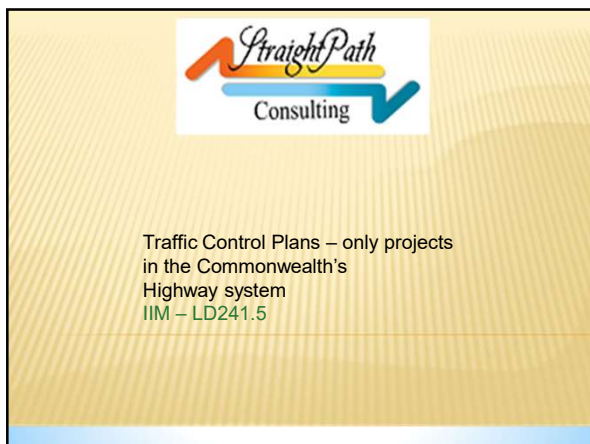 StraightPath
Consulting
Traffic Control Plans – only projects
in the Commonwealth's
Highway system
IIM – LD241.5